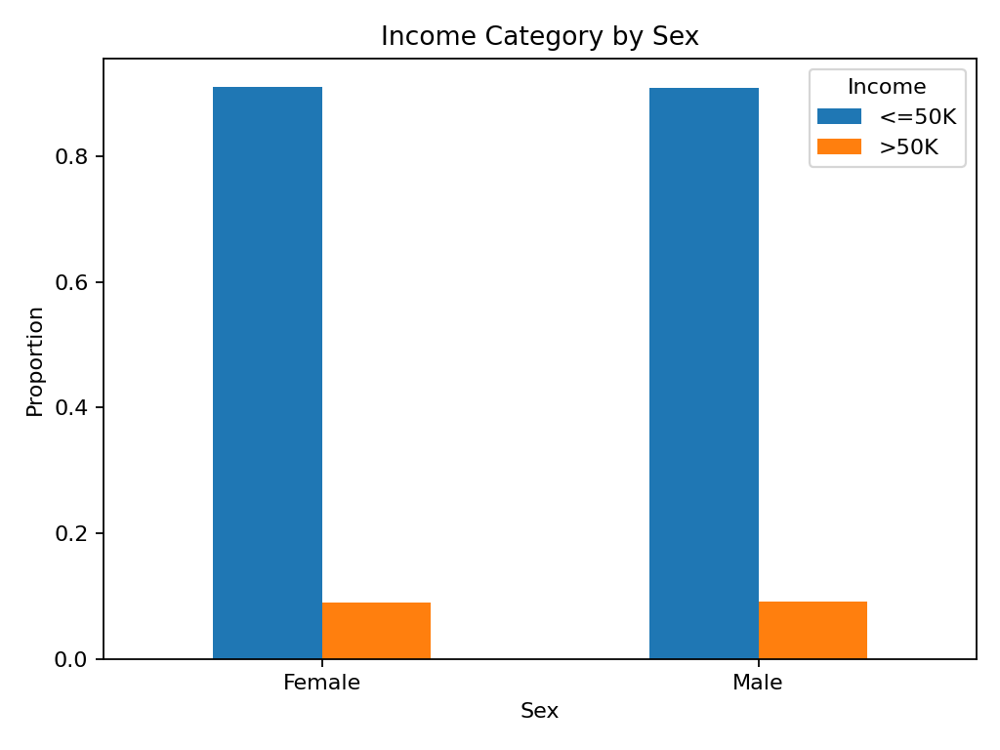 Income Category by Sex
Income
<=50K
>50K
0.8
0.6
0.4
0.2
0.0
Proportion
Female
Male
Sex